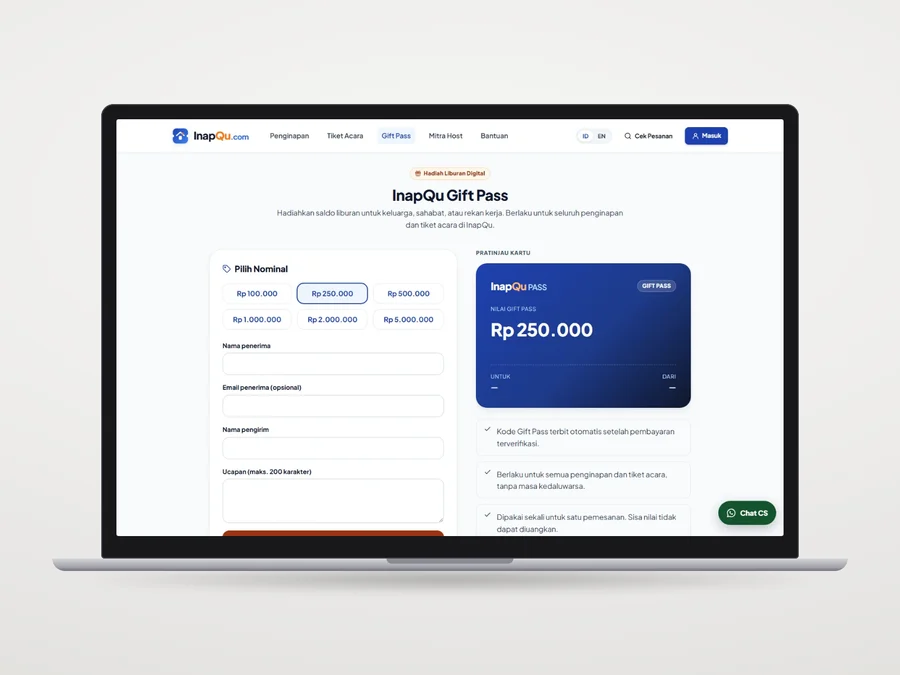 InapQu.com
Penginapan
Tiket Acara
Gift Pass
Mitra Host
Bantuan
ID EN
Cek Pesanan
Masuk
Hadiah Liburan Digital
InapQu Gift Pass
Hadiahkan saldo liburan untuk keluarga, sahabat, atau rekan kerja. Berlaku untuk seluruh penginapan
dan tiket acara di InapQu.
Pilih Nominal
Rp 100.000
Rp 250.000
Rp 500.000
Rp 1.000.000
Rp 2.000.000
Rp 5.000.000
Nama penerima
Email penerima (opsional)
Nama pengirim
Ucapan (maks. 200 karakter)
PRATINJAU KARTU
InapQu PASS
GIFT PASS
NILAI GIFT PASS
Rp 250.000
UNTUK
—
DARI
—
Kode Gift Pass terbit otomatis setelah pembayaran
terverifikasi.
Berlaku untuk semua penginapan dan tiket acara,
tanpa masa kedaluwarsa.
Dipakai sekali untuk satu pemesanan. Sisa nilai tidak
dapat diuangkan.
Chat CS